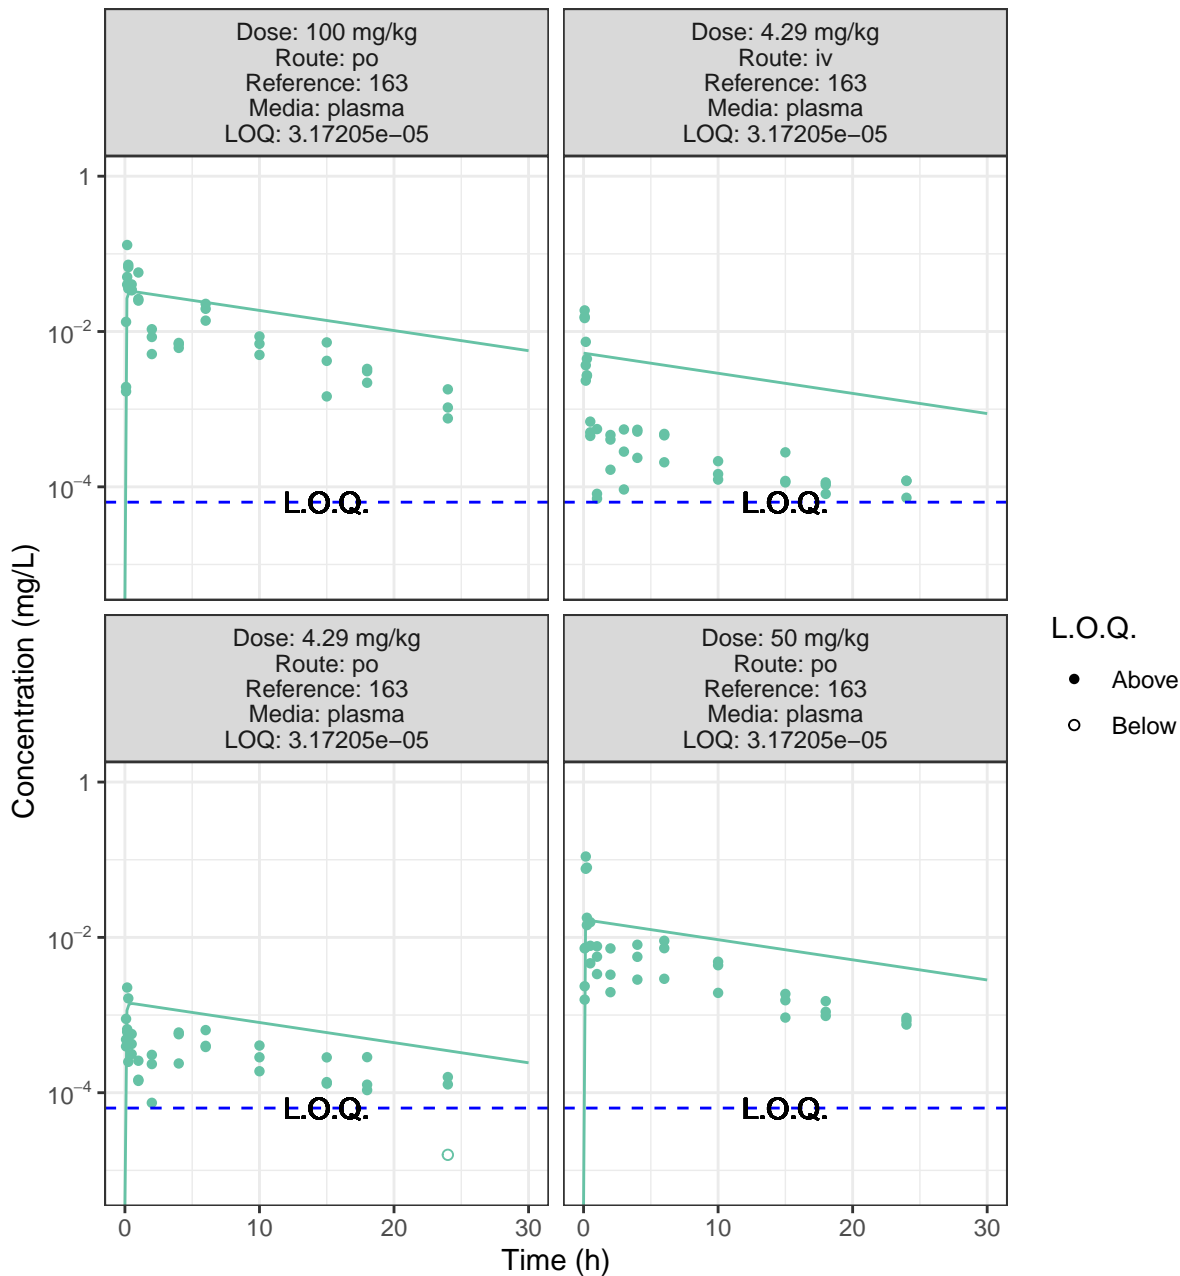 Dose: 100 mg/kg
Route: po
Reference: 163
Media: plasma
LOQ: 3.17205e−05
Dose: 4.29 mg/kg
Route: iv
Reference: 163
Media: plasma
LOQ: 3.17205e−05
1
10−2
10−4
L.O.Q.
L.O.Q.
Concentration (mg/L)
Dose: 4.29 mg/kg
Route: po
Reference: 163
Media: plasma
LOQ: 3.17205e−05
Dose: 50 mg/kg
Route: po
Reference: 163
Media: plasma
LOQ: 3.17205e−05
L.O.Q.
Above
Below
1
10−2
10−4
L.O.Q.
L.O.Q.
0 10 20 30
0 10 20 30
Time (h)